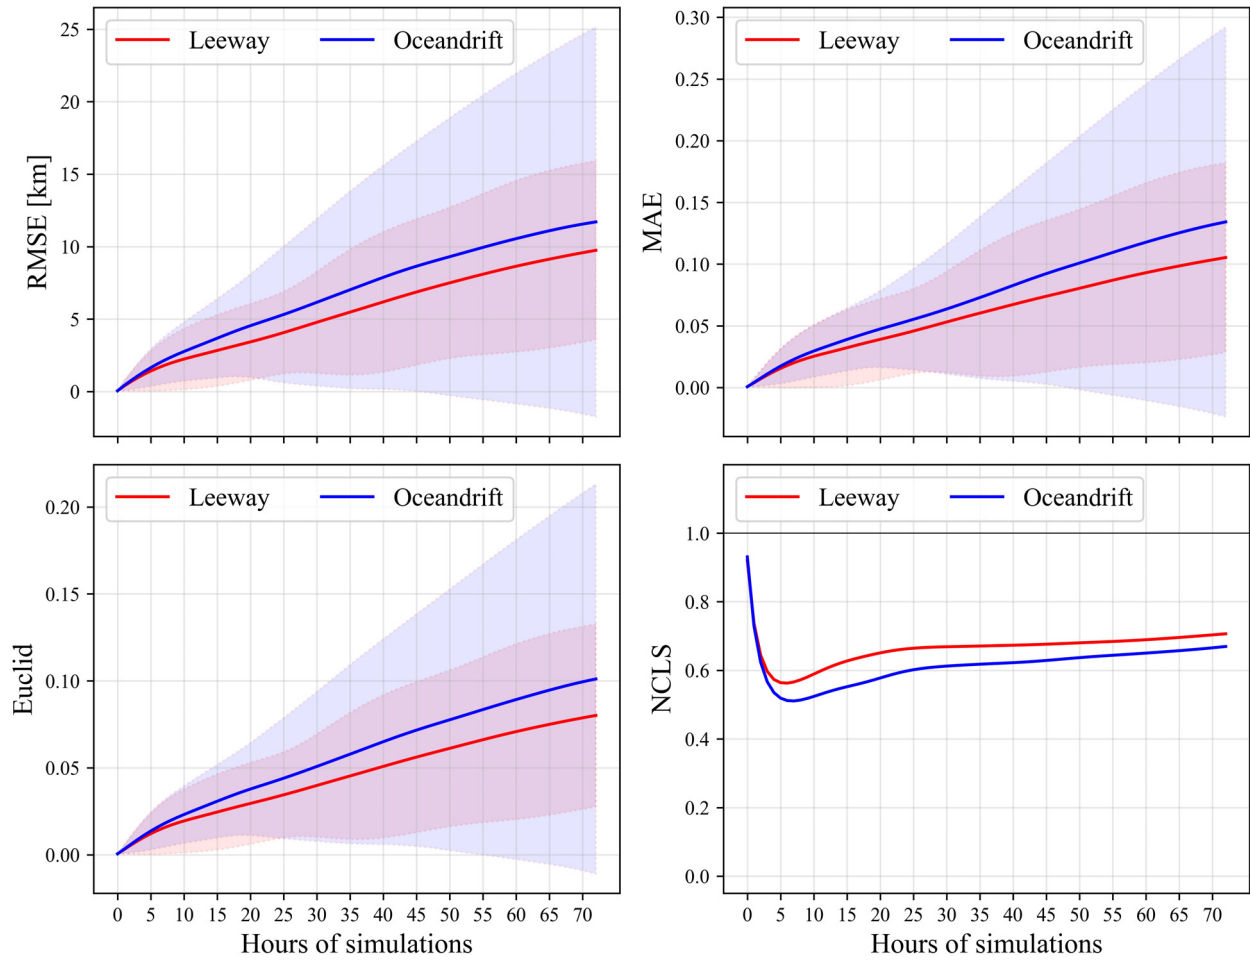 Leeway Oceandrift
RMSE [km]
25
20
15
10
5
0
Leeway Oceandrift
MAE
0.30
0.25
0.20
0.15
0.10
0.05
0.00
Leeway Oceandrift
Euclid
0.20
0.15
0.10
0.05
0.00
0 5 10 15 20 25 30 35 40 45 50 55 60 65 70
Hours of simulations
Leeway Oceandrift
NCLS
1.0
0.8
0.6
0.4
0.2
0.0
0 5 10 15 20 25 30 35 40 45 50 55 60 65 70
Hours of simulations